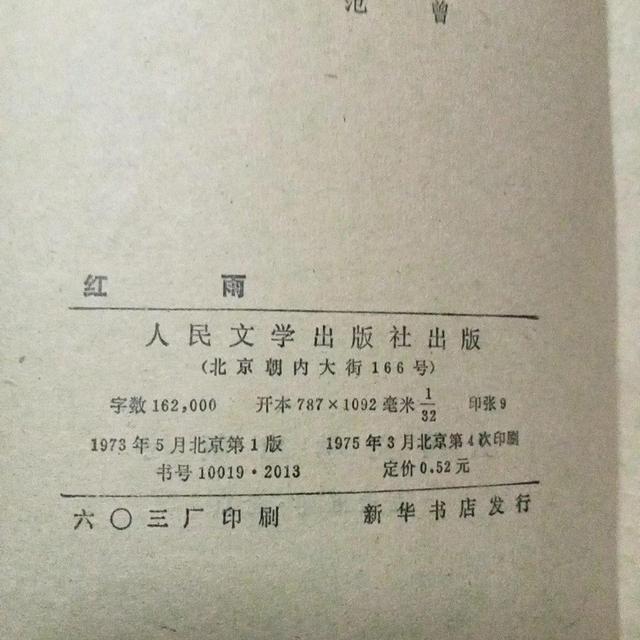 范 曾
红 雨
人民文学出版社出版
(北京朝内大街166号)
字数162,000 开本787×1092毫米 1/32 印张9
1973年5月北京第1版 1975年3月北京第4次印刷
书号10019·2013 定价0.52元
六〇三厂印刷 新华书店发行